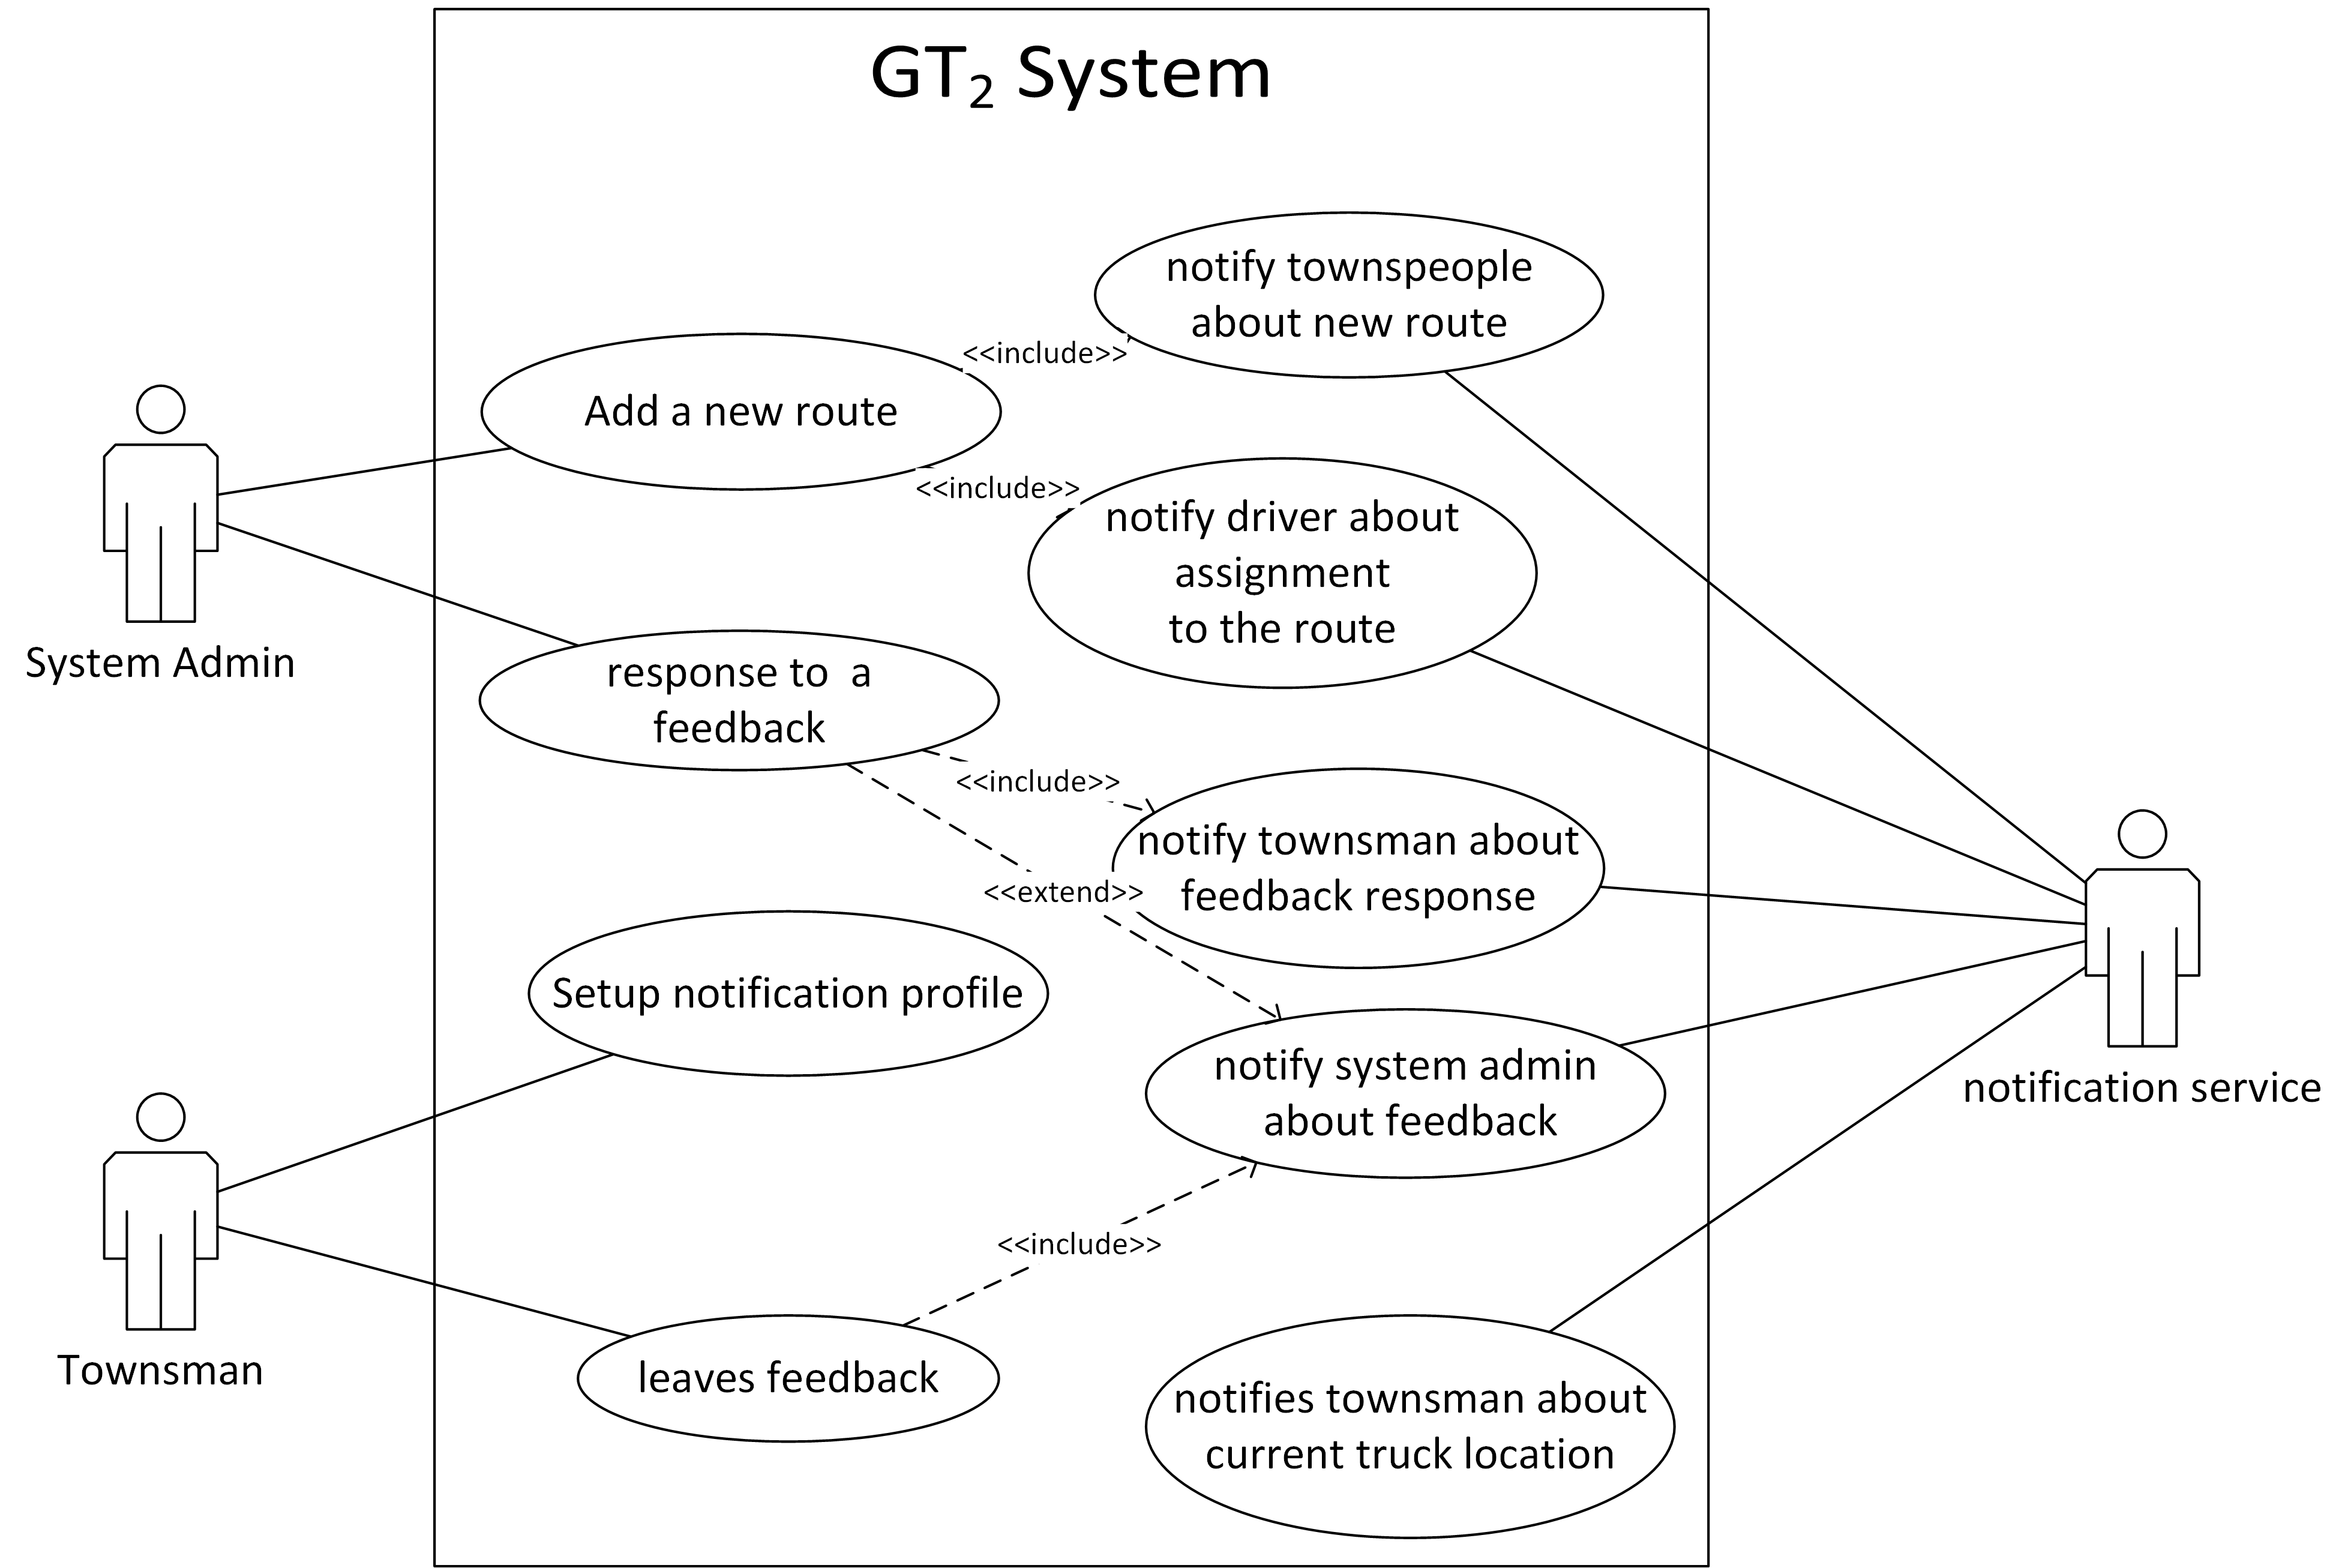 GT₂ System
notify townspeople
about new route
<<include>>
Add a new route
<<include>>
notify driver about
assignment
to the route
System Admin
response to  a
feedback
<<include>>
notify townsman about
feedback response
<<extend>>
Setup notification profile
notify system admin
about feedback
notification service
<<include>>
Townsman
leaves feedback
notifies townsman about
current truck location